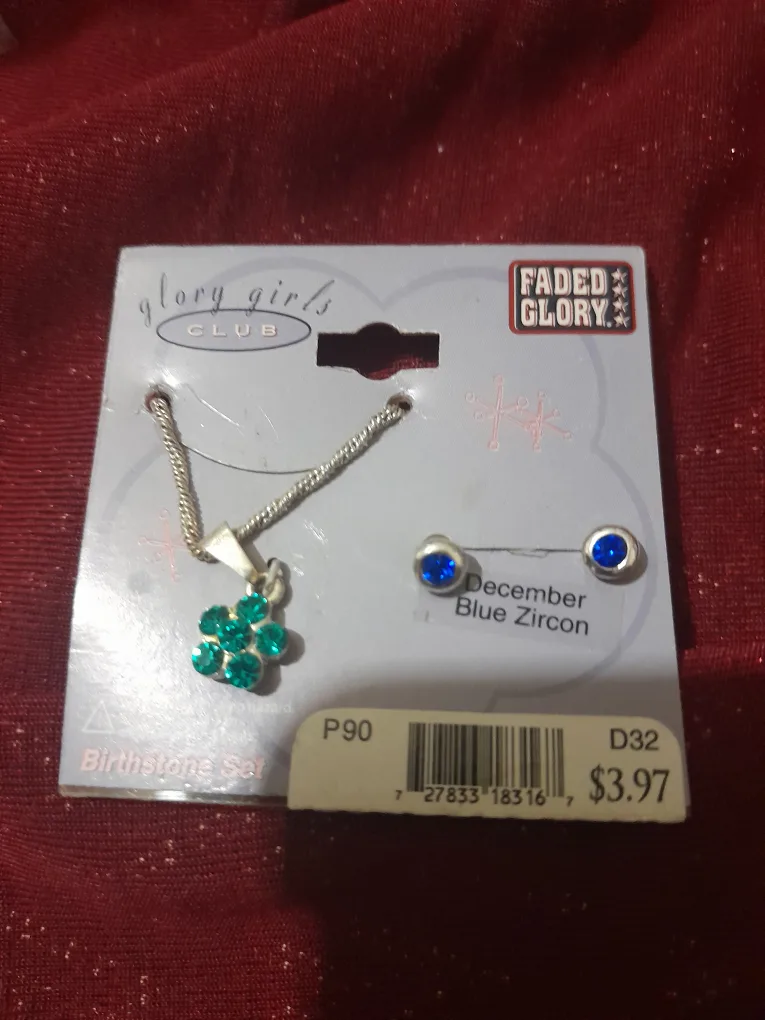 glory girls
CLUB
FADED
GLORY.
December
Blue Zircon
Birthstone Set
P90
D32
7 27833 18316 7
$3.97